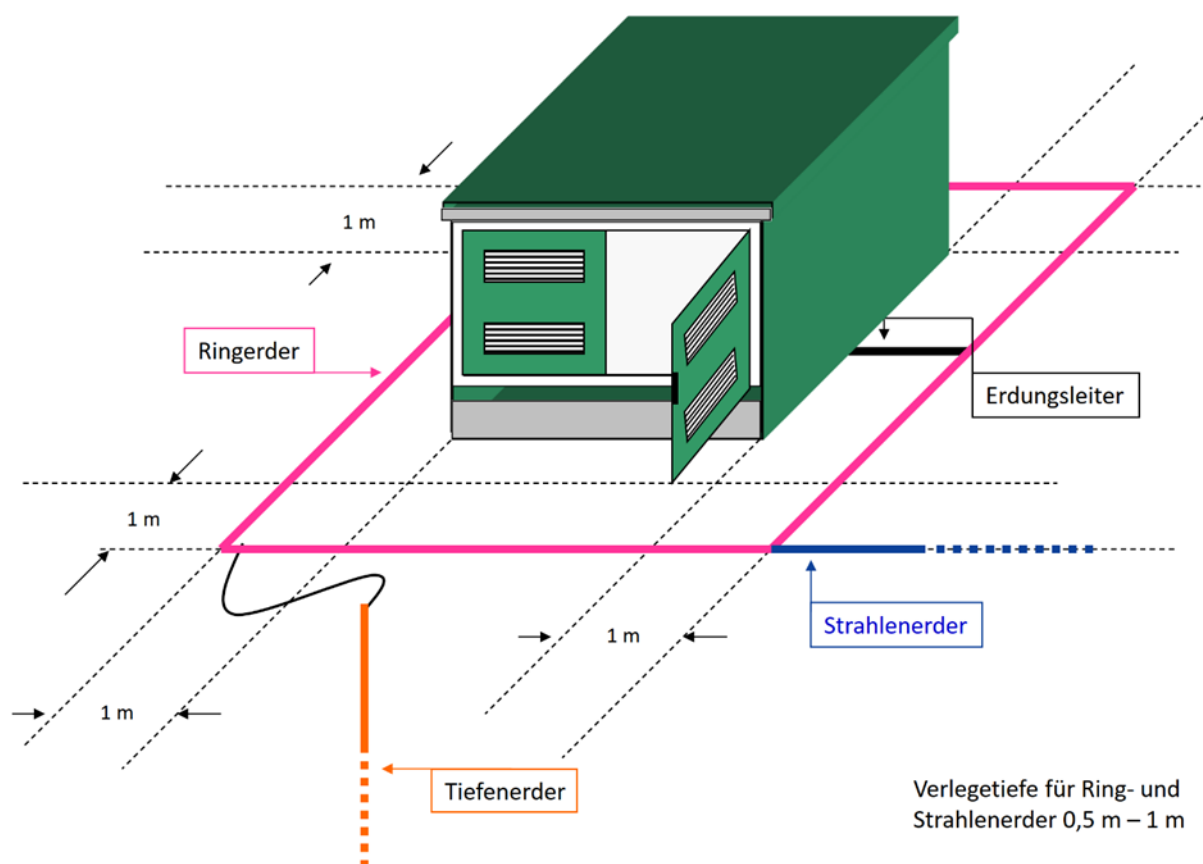 1 m
Ringerder
Erdungsleiter
1 m
Strahlenerder
1 m
1 m
Tiefenerder
Verlegetiefe für Ring- und
Strahlenerder 0,5 m – 1 m